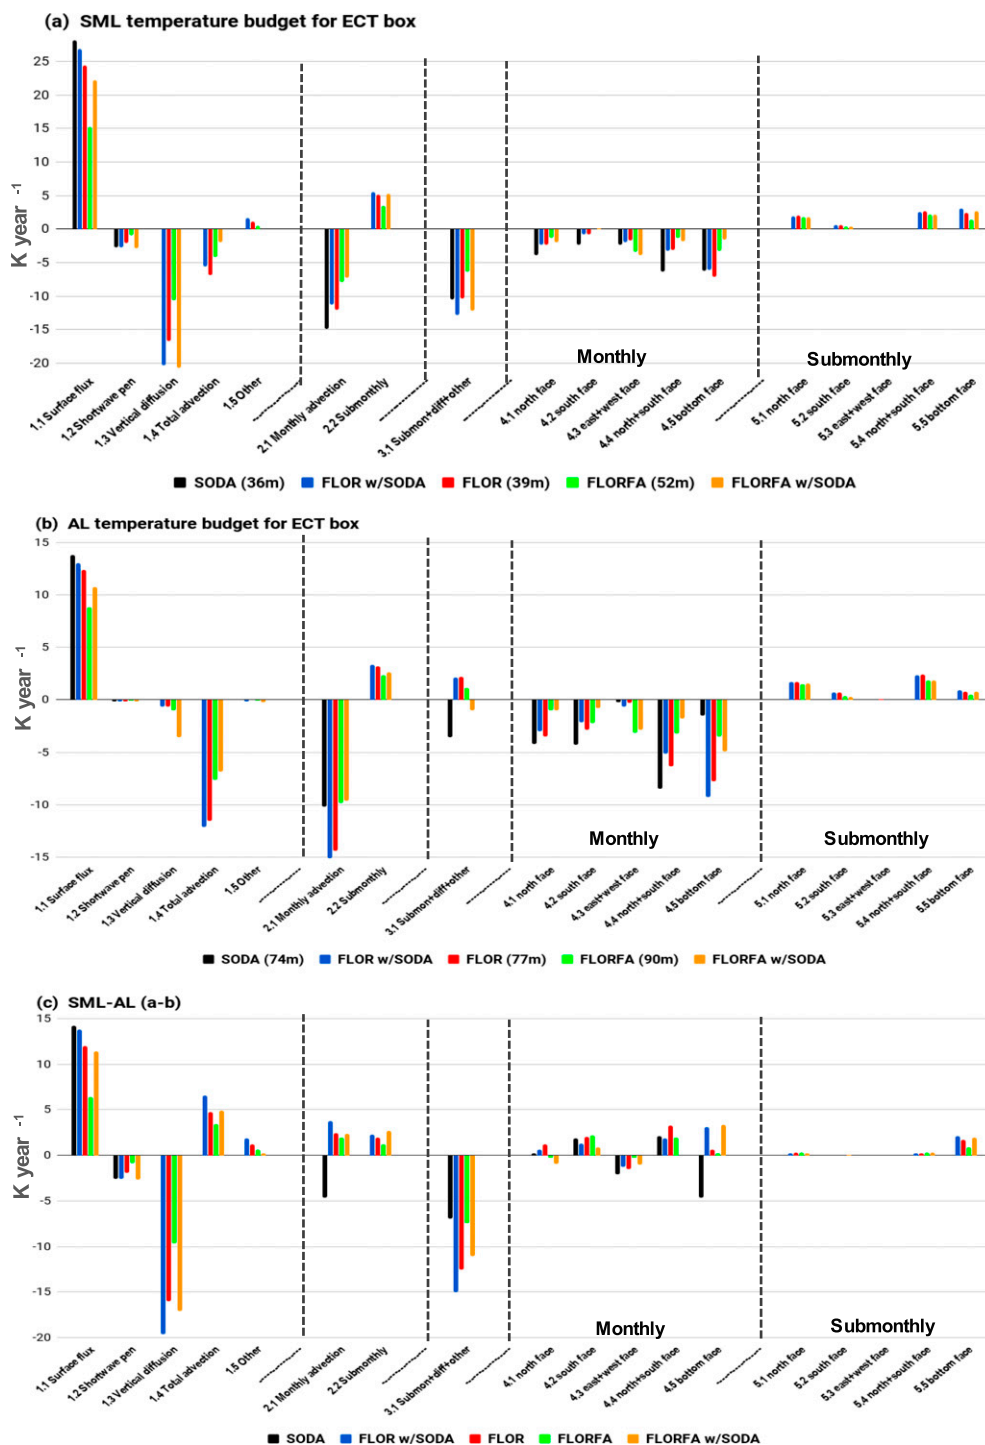 (a) SML temperature budget for ECT box
K year -1
25
20
15
10
5
0
-5
-10
-15
-20
Monthly
Submonthly
1.1 Surface flux
1.2 Shortwave pen
1.3 Vertical diffusion
1.4 Total advection
1.5 Other
2.1 Monthly advection
2.2 Submonthly
3.1 Submon+diff+other
4.1 north face
4.2 south face
4.3 east+west face
4.4 north+south face
4.5 bottom face
5.1 north face
5.2 south face
5.3 east+west face
5.4 north+south face
5.5 bottom face
SODA (36m) FLOR w/SODA FLOR (39m) FLORFA (52m) FLORFA w/SODA
(b) AL temperature budget for ECT box
K year -1
15
10
5
0
-5
-10
-15
Monthly
Submonthly
1.1 Surface flux
1.2 Shortwave pen
1.3 Vertical diffusion
1.4 Total advection
1.5 Other
2.1 Monthly advection
2.2 Submonthly
3.1 Submon+diff+other
4.1 north face
4.2 south face
4.3 east+west face
4.4 north+south face
4.5 bottom face
5.1 north face
5.2 south face
5.3 east+west face
5.4 north+south face
5.5 bottom face
SODA (74m) FLOR w/SODA FLOR (77m) FLORFA (90m) FLORFA w/SODA
(c) SML-AL (a-b)
K year -1
15
10
5
0
-5
-10
-15
-20
Monthly
Submonthly
1.1 Surface flux
1.2 Shortwave pen
1.3 Vertical diffusion
1.4 Total advection
1.5 Other
2.1 Monthly advection
2.2 Submonthly
3.1 Submon+diff+other
4.1 north face
4.2 south face
4.3 east+west face
4.4 north+south face
4.5 bottom face
5.1 north face
5.2 south face
5.3 east+west face
5.4 north+south face
5.5 bottom face
SODA FLOR w/SODA FLOR FLORFA FLORFA w/SODA